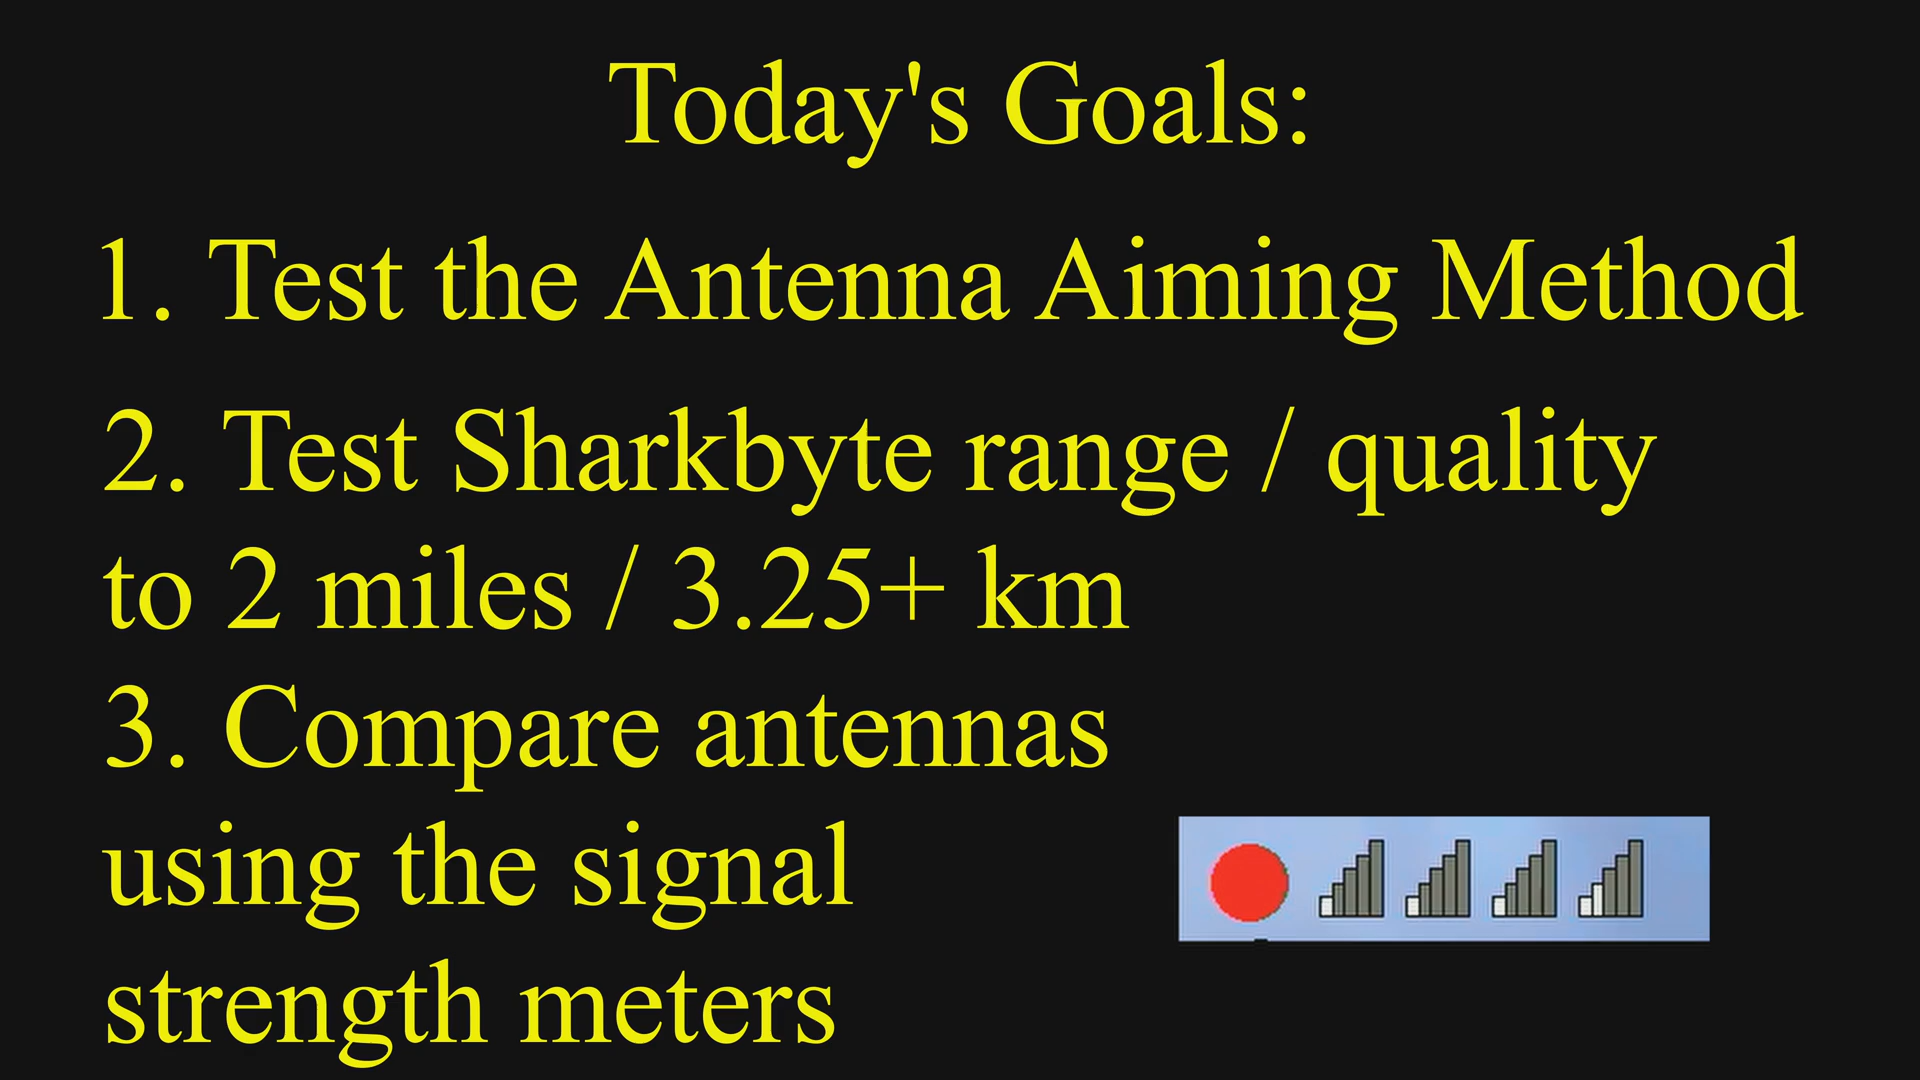 Today's Goals:
1. Test the Antenna Aiming Method
2. Test Sharkbyte range / quality
to 2 miles / 3.25+ km
3. Compare antennas
using the signal
strength meters